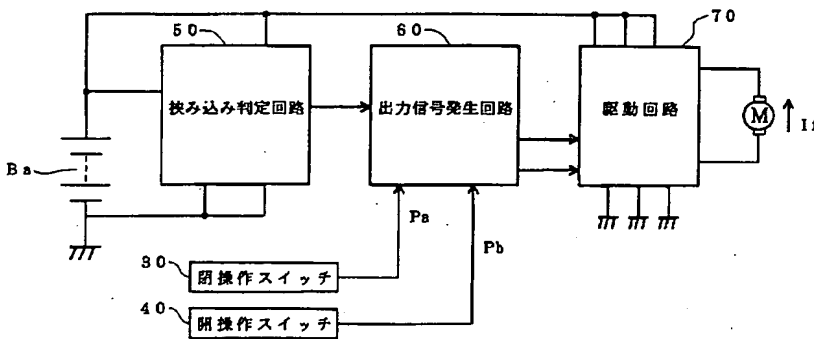 50
60
70
挟み込み判定回路
出力信号発生回路
駆動回路
M
If
Ba
Pa
Pb
30
閉操作スイッチ
40
開操作スイッチ